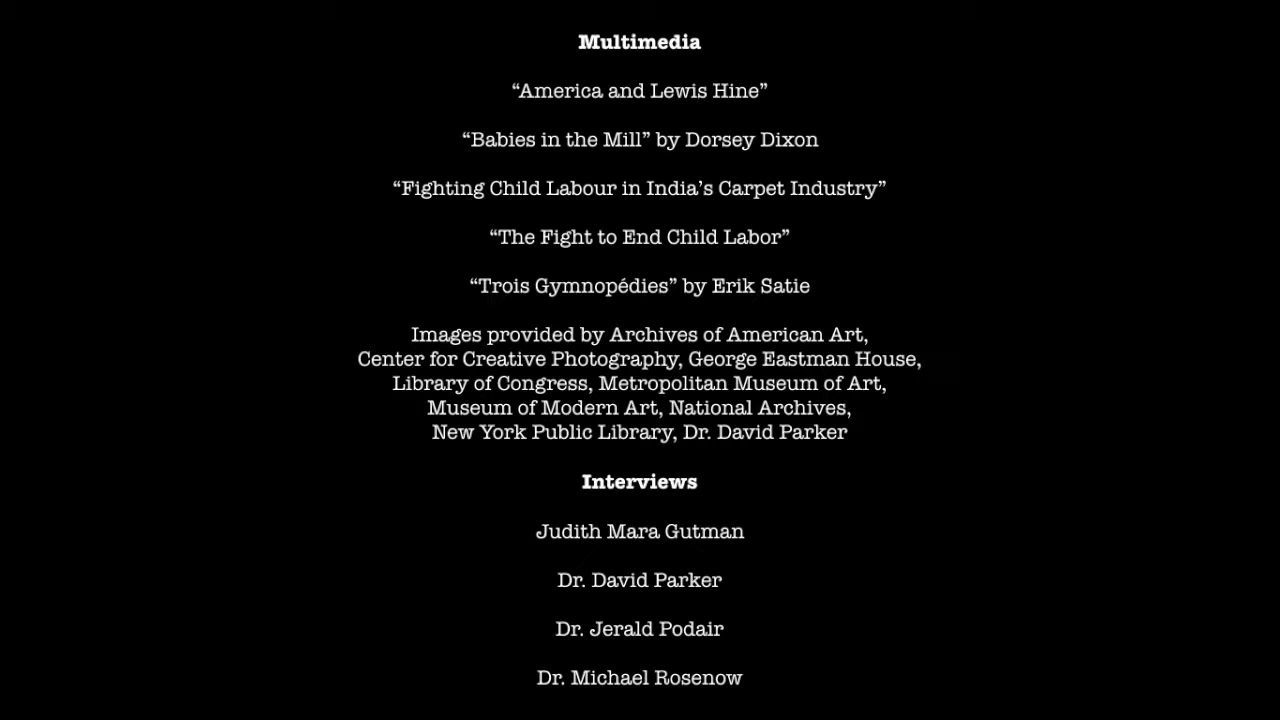 Multimedia
“America and Lewis Hine”
“Babies in the Mill” by Dorsey Dixon
“Fighting Child Labour in India’s Carpet Industry”
“The Fight to End Child Labor”
“Trois Gymnopédies” by Erik Satie
Images provided by Archives of American Art,
Center for Creative Photography, George Eastman House,
Library of Congress, Metropolitan Museum of Art,
Museum of Modern Art, National Archives,
New York Public Library, Dr. David Parker
Interviews
Judith Mara Gutman
Dr. David Parker
Dr. Jerald Podair
Dr. Michael Rosenow